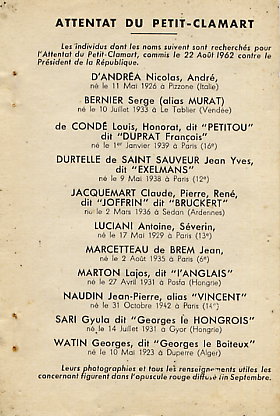 ATTENTAT DU PETIT-CLAMART
Les individus dont les noms suivent sont recherchés pour
l'Attentat du Petit-Clamart, commis le 22 Août 1962 contre le
Président de la République.
D'ANDRÉA Nicolas, André,
né le 11 Mai 1926 à Pizzone (Italie)
BERNIER Serge (alias MURAT)
né le 10 Juillet 1933 à Le Tablier (Vendée)
de CONDÉ Louis, Honorat, dit "PETITOU"
dit "DUPRAT Français"
né le 1er Janvier 1939 à Paris (16e)
DURTELLE de SAINT SAUVEUR Jean Yves,
dit "EXELMANS"
né le 9 Mai 1938 à Paris (12e)
JACQUEMART Claude, Pierre, René,
dit "JOFFRIN" dit "BRUCKERT"
né le 2 Mars 1936 à Sedan (Ardennes)
LUCIANI Antoine, Séverin,
né le 17 Mai 1929 à Paris (13e)
MARCETTEAU de BREM Jean,
né le 2 Août 1935 à Paris (6e)
MARTON Lajos, dit "l'ANGLAIS"
né le 27 Avril 1931 à Posta (Hongrie)
NAUDIN Jean-Pierre, alias "VINCENT"
né le 31 Octobre 1942 à Paris (14e)
SARI Gyula dit "Georges le HONGROIS"
né le 14 Juillet 1931 à Gyor (Hongrie)
WATIN Georges, dit "Georges le Boiteux"
né le 10 Mai 1923 à Duperre (Alger)
Leurs photographies et tous les renseignements utiles les
concernant figurent dans l'opuscule rouge diffusé fin Septembre.